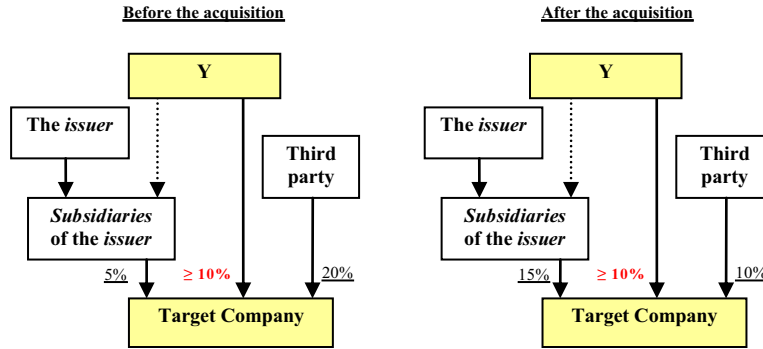 Before the acquisition
Y
The issuer
Third
party
Subsidiaries
of the issuer
5%
≥ 10%
20%
Target Company
After the acquisition
Y
The issuer
Third
party
Subsidiaries
of the issuer
15%
≥10%
10%
Target Company